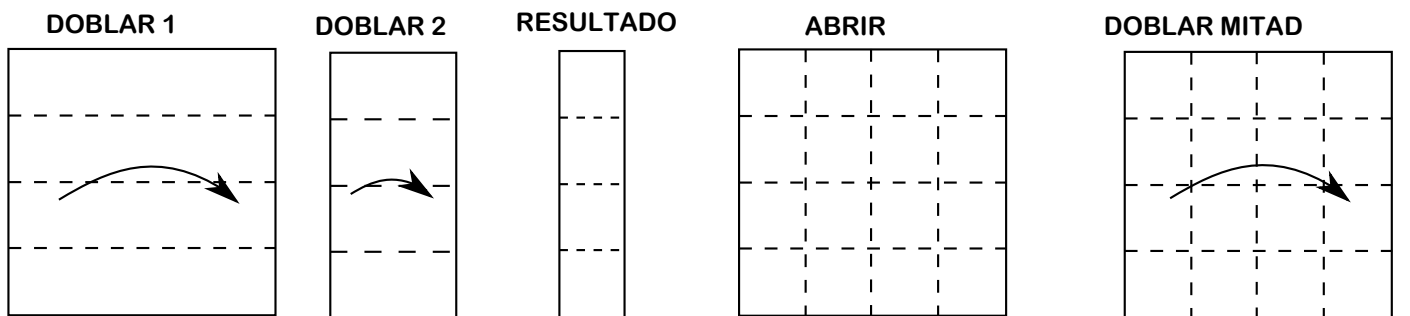 DOBLAR 1
DOBLAR 2
RESULTADO
ABRIR
DOBLAR MITAD